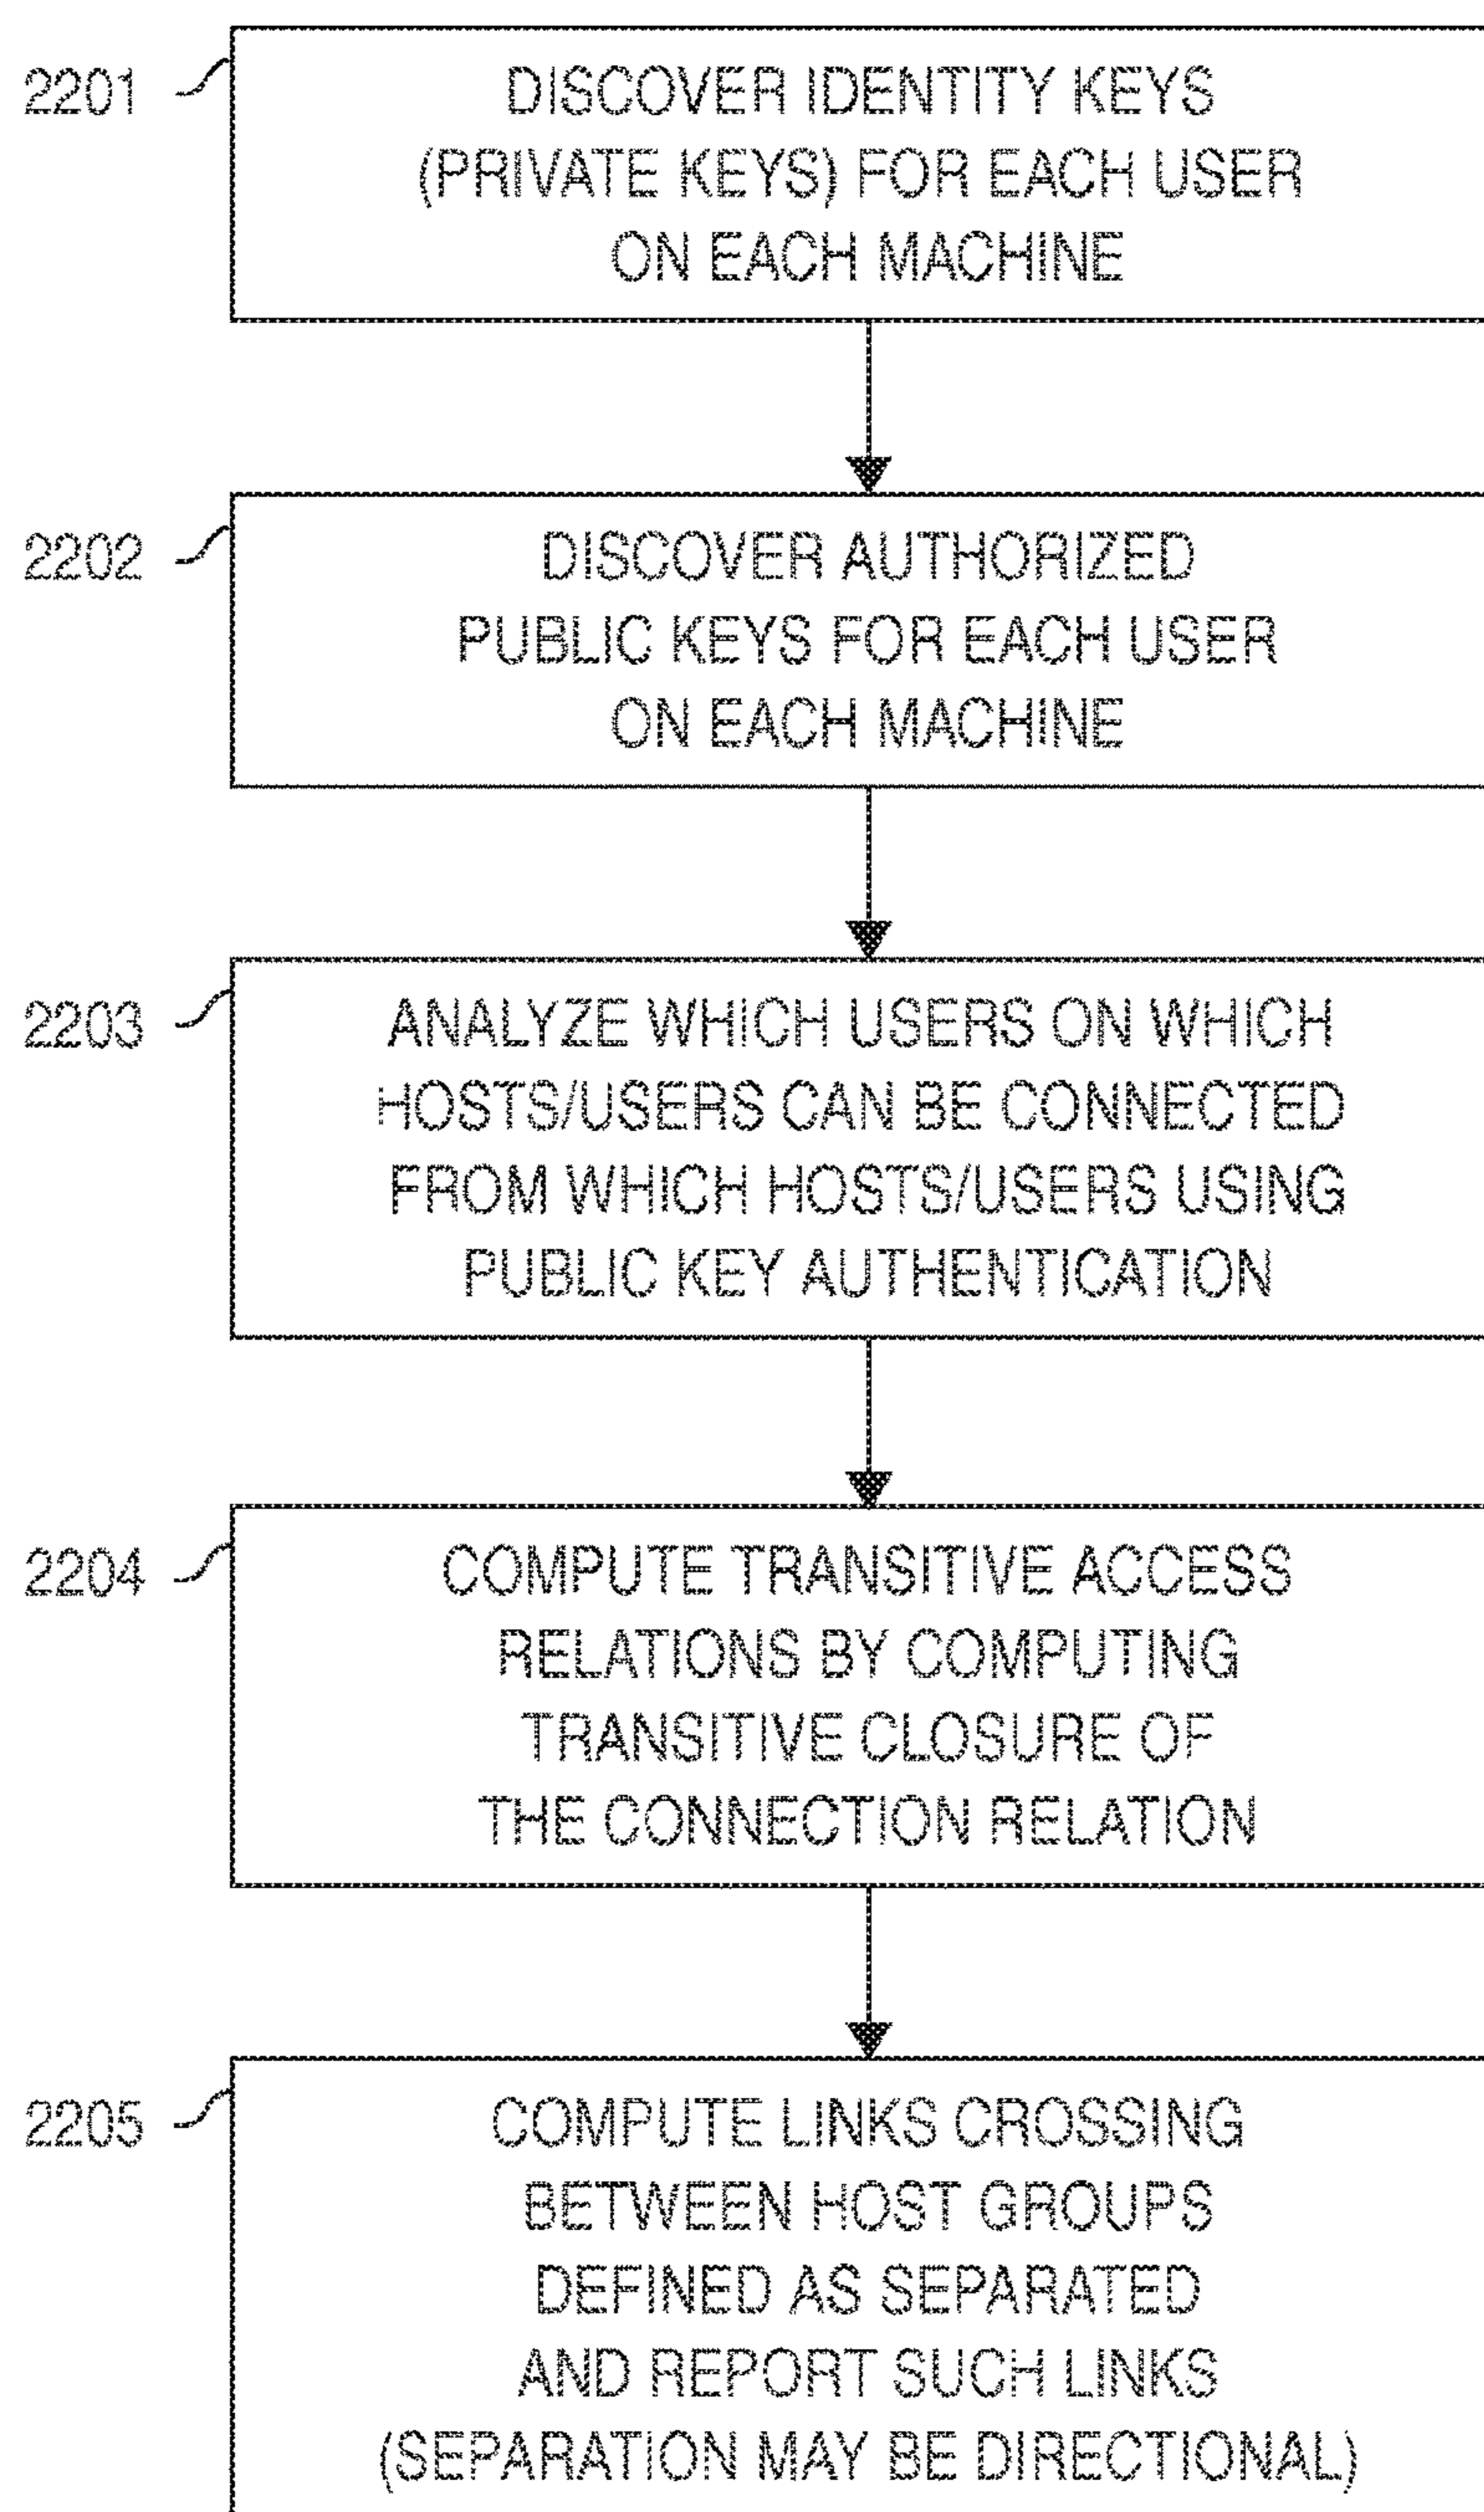 2201
DISCOVER IDENTITY KEYS
(PRIVATE KEYS) FOR EACH USER
ON EACH MACHINE
2202
DISCOVER AUTHORIZED
PUBLIC KEYS FOR EACH USER
ON EACH MACHINE
2203
ANALYZE WHICH USERS ON WHICH
HOSTS/USERS CAN BE CONNECTED
FROM WHICH HOSTS/USERS USING
PUBLIC KEY AUTHENTICATION
2204
COMPUTE TRANSITIVE ACCESS
RELATIONS BY COMPUTING
TRANSITIVE CLOSURE OF
THE CONNECTION RELATION
2205
COMPUTE LINKS CROSSING
BETWEEN HOST GROUPS
DEFINED AS SEPARATED
AND REPORT SUCH LINKS
(SEPARATION MAY BE DIRECTIONAL)